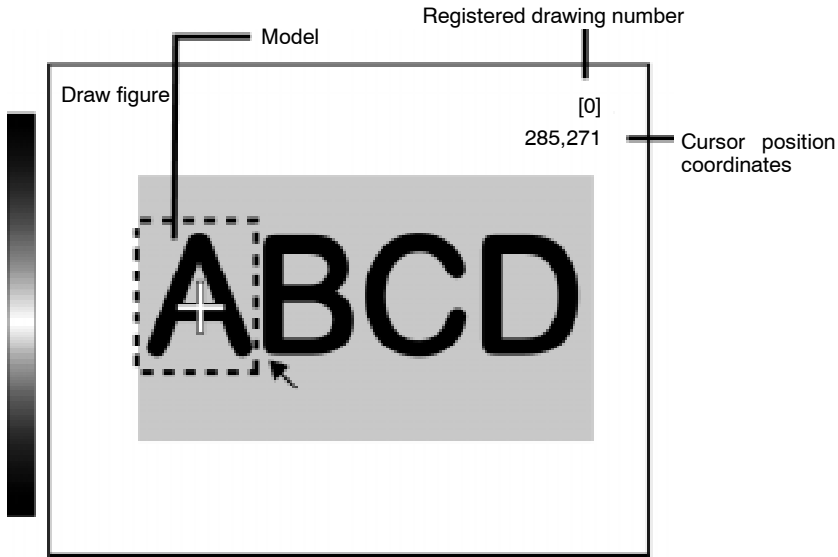 Registered drawing number
Model
Draw figure
[0]
285,271
Cursor position
coordinates
ABCD